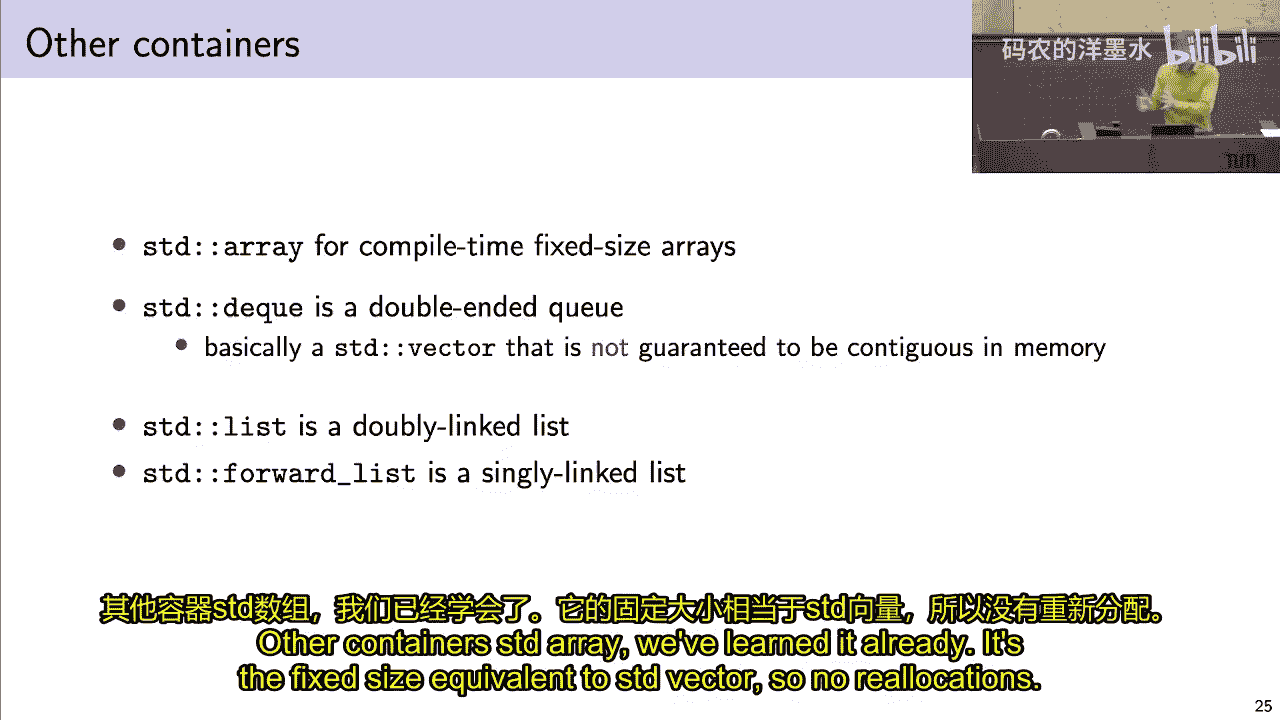 Other containers
码农的洋墨水 bilibili
TUM
• std::array for compile-time fixed-size arrays
• std::deque is a double-ended queue
• basically a std::vector that is not guaranteed to be contiguous in memory
• std::list is a doubly-linked list
• std::forward_list is a singly-linked list
其他容器std数组，我们已经学会了。它的固定大小相当于std向量，所以没有重新分配。
Other containers std array, we've learned it already. It's
the fixed size equivalent to std vector, so no reallocations.
25